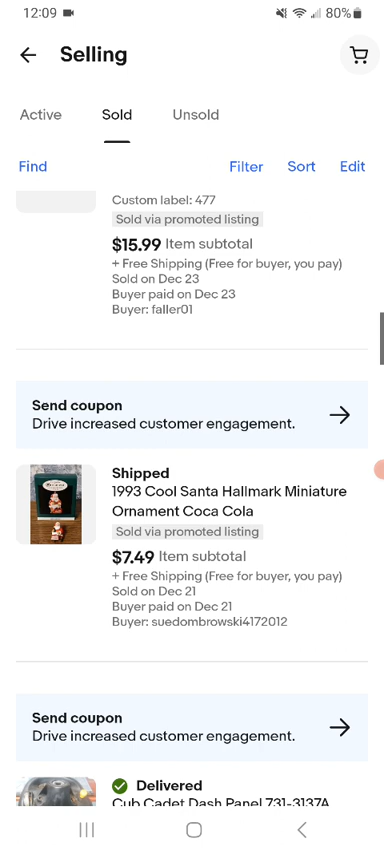 12:09
80%
Selling
Active
Sold
Unsold
Find
Filter
Sort
Edit
Custom label: 477
Sold via promoted listing
$15.99 Item subtotal
+ Free Shipping (Free for buyer, you pay)
Sold on Dec 23
Buyer paid on Dec 23
Buyer: faller01
Send coupon
Drive increased customer engagement.
Shipped
1993 Cool Santa Hallmark Miniature
Ornament Coca Cola
Sold via promoted listing
$7.49 Item subtotal
+ Free Shipping (Free for buyer, you pay)
Sold on Dec 21
Buyer paid on Dec 21
Buyer: suedombrowski4172012
Send coupon
Drive increased customer engagement.
Delivered
Cub Cadet Dash Panel 731-3137A